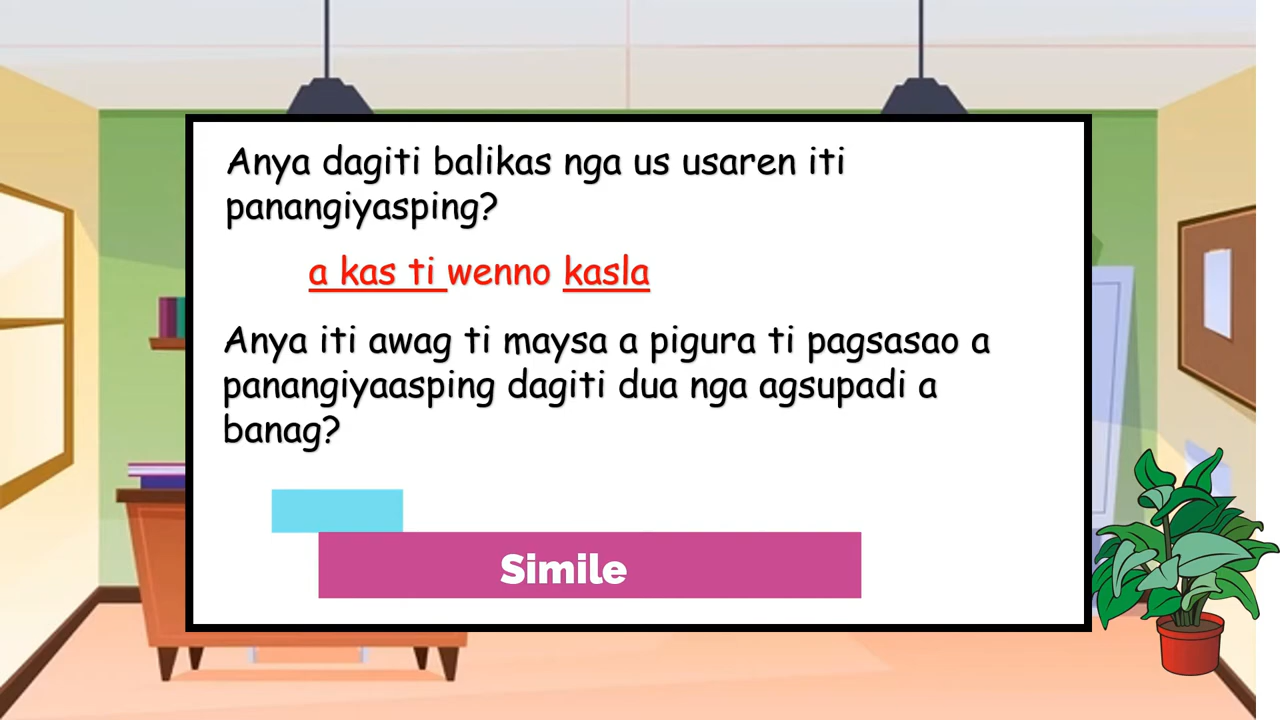 Anya dagiti balikas nga us usaren iti
panangiyasping?
a kas ti wenno kasla
Anya iti awag ti maysa a pigura ti pagsasao a
panangiyaasping dagiti dua nga agsupadi a
banag?
Simile